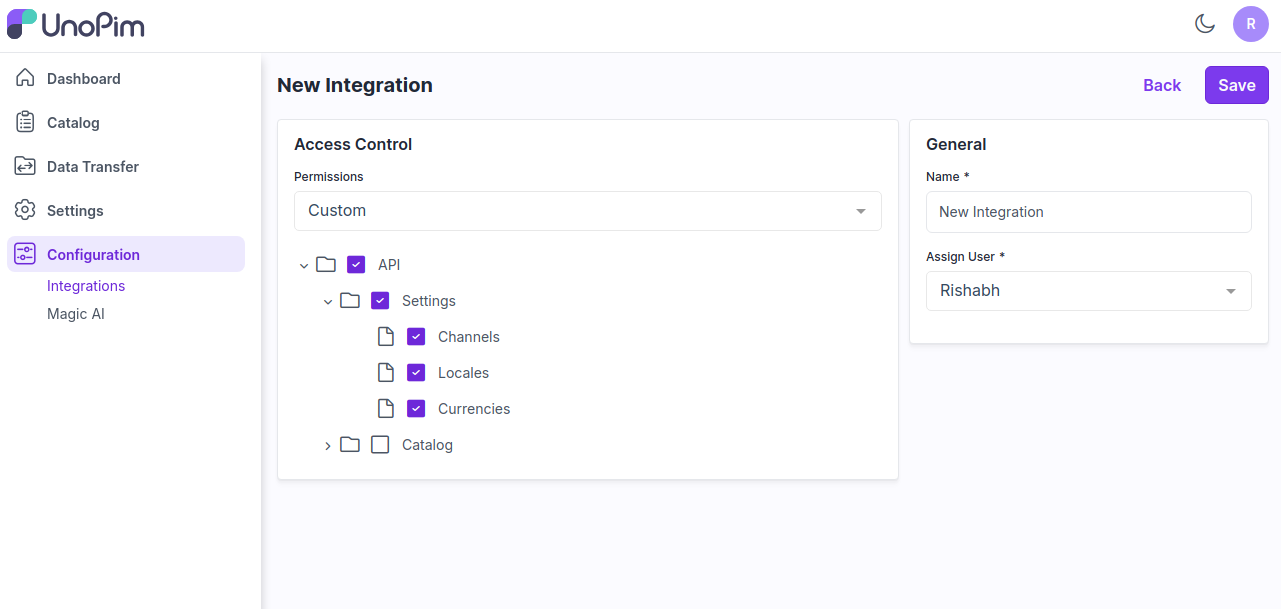 UnoPim
R
Dashboard
Catalog
Data Transfer
Settings
Configuration
Integrations
Magic AI
New Integration
Back
Save
Access Control
Permissions
Custom
API
Settings
Channels
Locales
Currencies
Catalog
General
Name *
New Integration
Assign User *
Rishabh